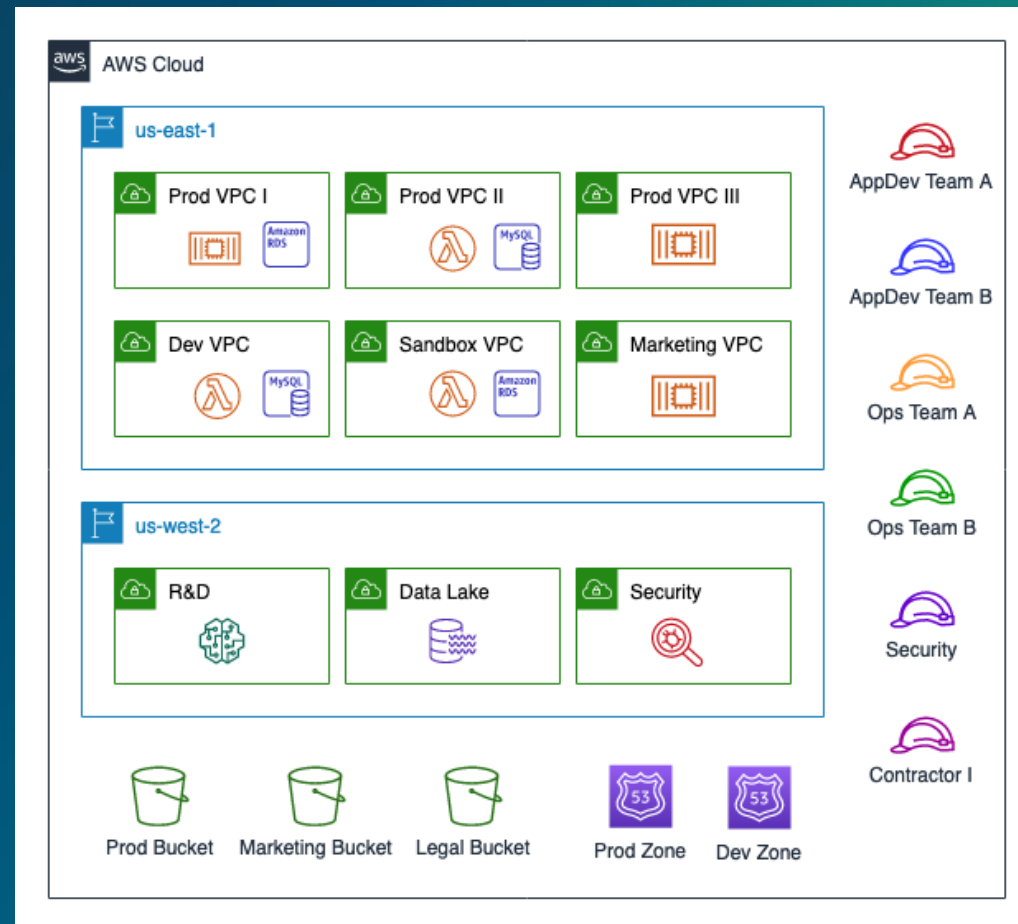 aws
AWS Cloud
us-east-1
Prod VPC I
Amazon
RDS
Prod VPC II
MySQL
Prod VPC III
Dev VPC
MySQL
Sandbox VPC
Amazon
RDS
Marketing VPC
us-west-2
R&D
Data Lake
Security
Prod Bucket
Marketing Bucket
Legal Bucket
53
Prod Zone
53
Dev Zone
AppDev Team A
AppDev Team B
Ops Team A
Ops Team B
Security
Contractor I